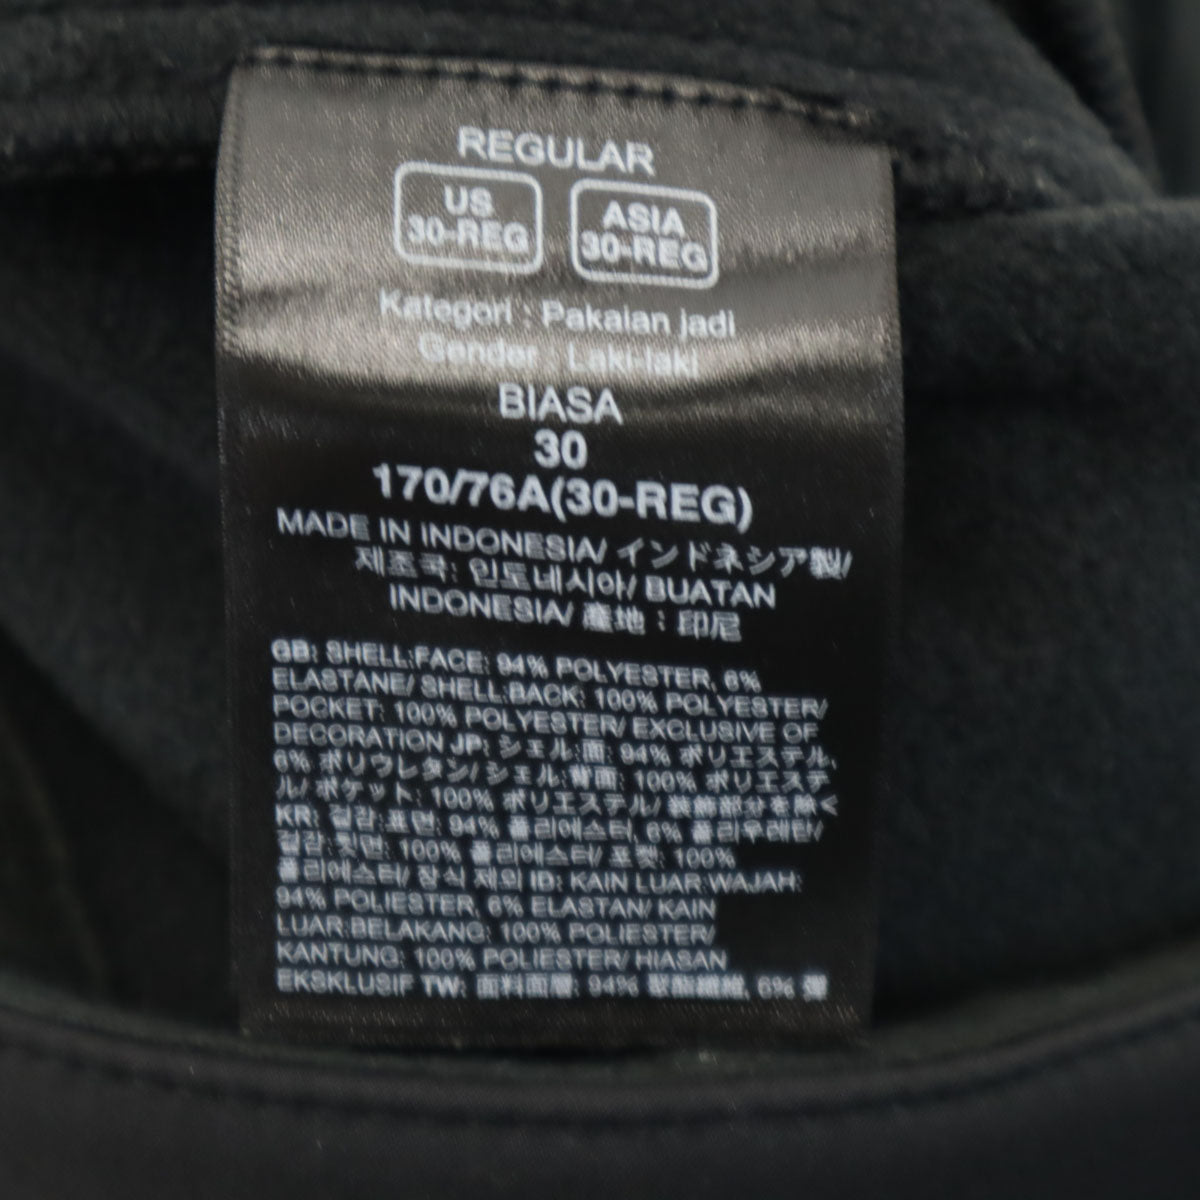 REGULAR
US ASIA
30-REG 30-REG
Kategori : Pakaian jadi
Gender : Laki-laki
BIASA
30
170/76A(30-REG)
MADE IN INDONESIA/ インドネシア製/
제조국: 인도네시아/ BUATAN
INDONESIA/ 產地：印尼
GB: SHELL:FACE: 94% POLYESTER, 6%
ELASTANE/ SHELL:BACK: 100% POLYESTER/
POCKET: 100% POLYESTER/ EXCLUSIVE OF
DECORATION JP: シェル:面: 94% ポリエステル,
6% ポリウレタン/ シェル:背面: 100% ポリエステ
ル/ ポケット: 100% ポリエステル/ 装飾部分を除く
KR: 겉감:표면: 94% 폴리에스터, 6% 폴리우레탄/
겉감:뒷면: 100% 폴리에스터/ 포켓: 100%
폴리에스터/ 장식 제외 ID: KAIN LUAR:WAJAH:
94% POLIESTER, 6% ELASTAN/ KAIN
LUAR:BELAKANG: 100% POLIESTER/
KANTUNG: 100% POLIESTER/ HIASAN
EKSKLUSIF TW: 面料面層: 94% 聚酯纖維, 6% 彈